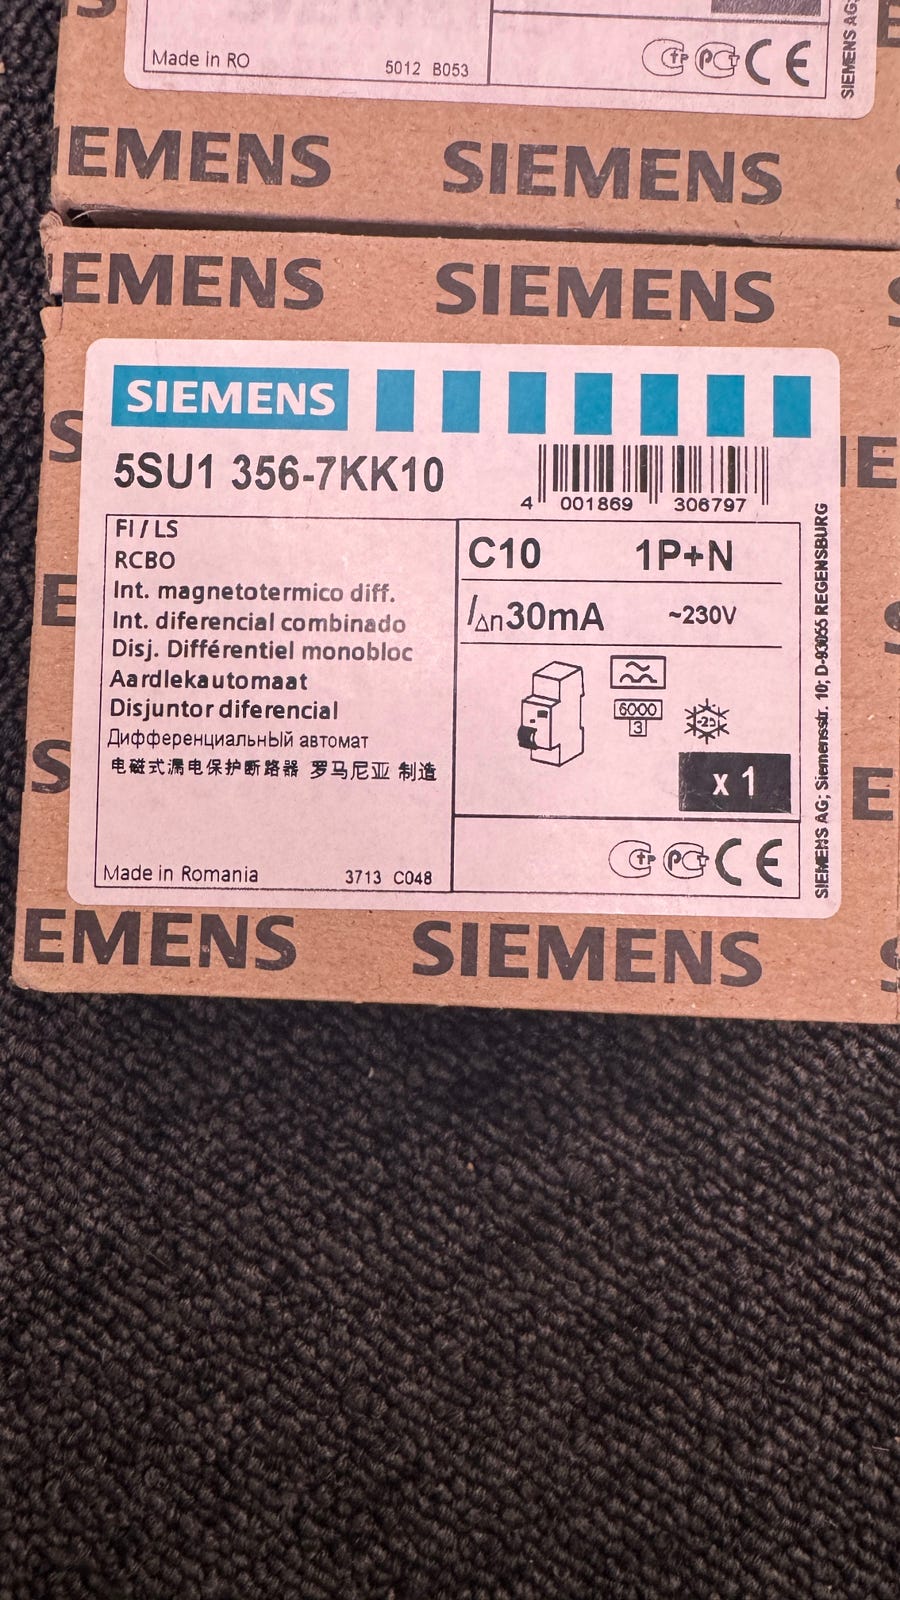 Made in RO
5012 B053
SIEMENS AG;
EMENS SIEMENS
EMENS SIEMENS
SIEMENS
5SU1 356-7KK10
4 001869 306797
FI / LS
RCBO
Int. magnetotermico diff.
Int. diferencial combinado
Disj. Différentiel monobloc
Aardlekautomaat
Disjuntor diferencial
ДифференциальнЫй автомат
电磁式漏电保护断路器 罗马尼亚 制造
Made in Romania
3713 C048
C10 1P+N
I∆n30mA ~230V
6000
3
-25
x 1
CE
SIEMENS AG; Siemensstr. 10; D-93055 REGENSBURG
EMENS SIEMENS